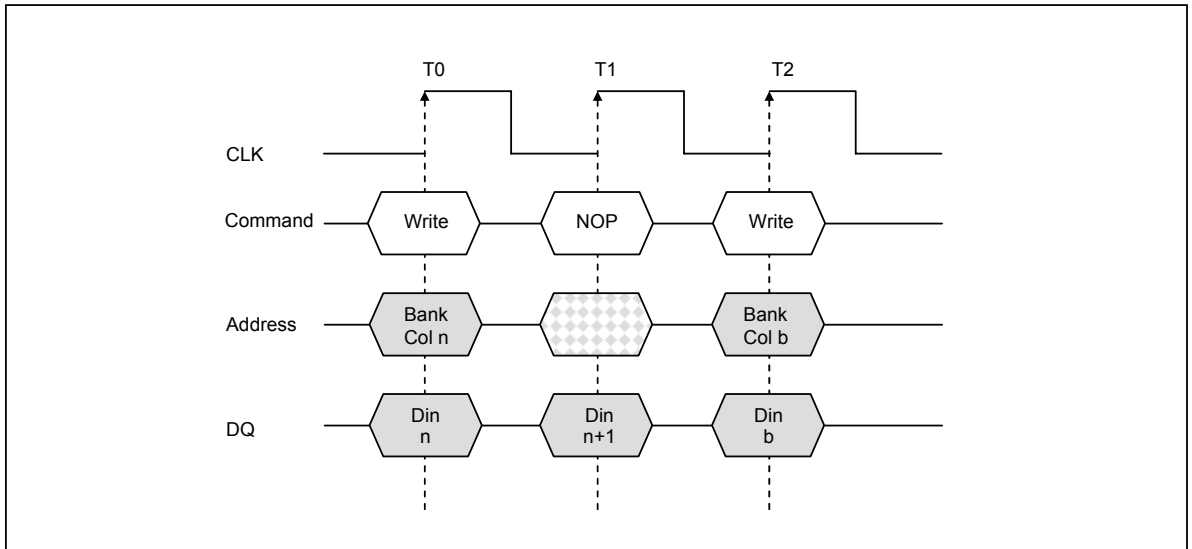 T0 T1 T2
CLK
Command Write NOP Write
Address Bank Col n Bank Col b
DQ Din n Din n+1 Din b